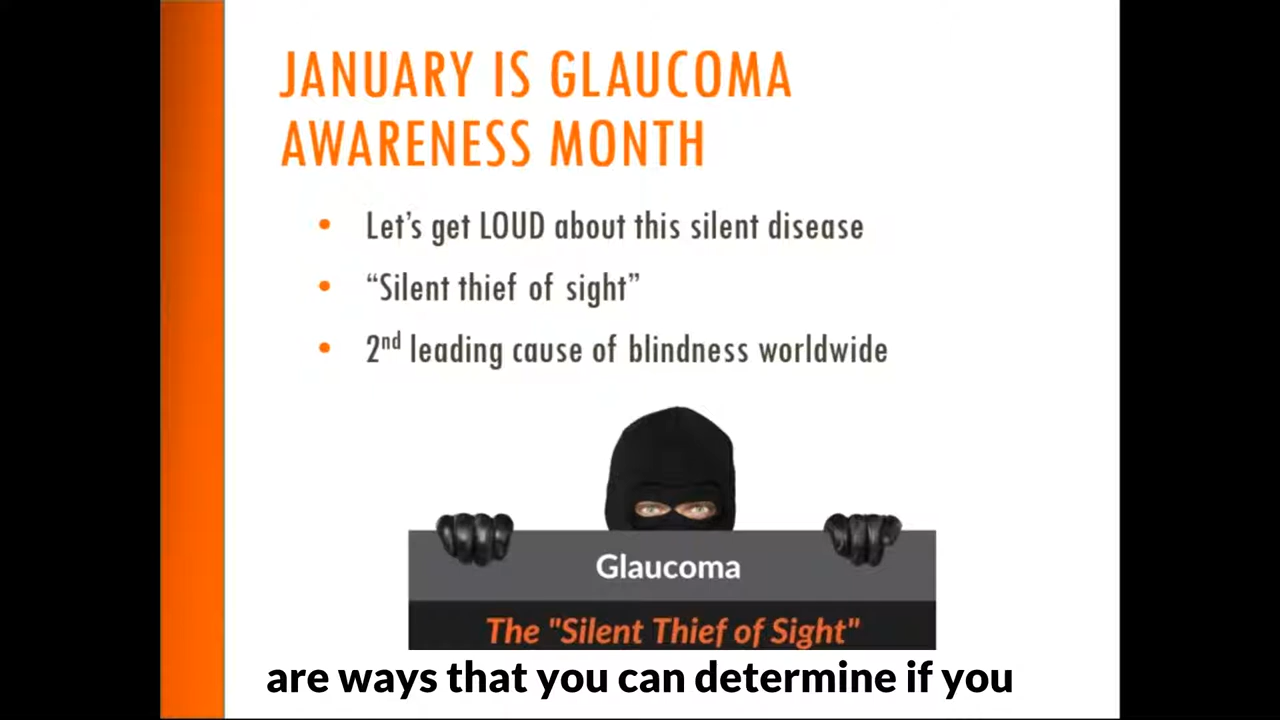 JANUARY IS GLAUCOMA
AWARENESS MONTH
• Let’s get LOUD about this silent disease
• “Silent thief of sight”
• 2nd leading cause of blindness worldwide
Glaucoma
The "Silent Thief of Sight"
are ways that you can determine if you